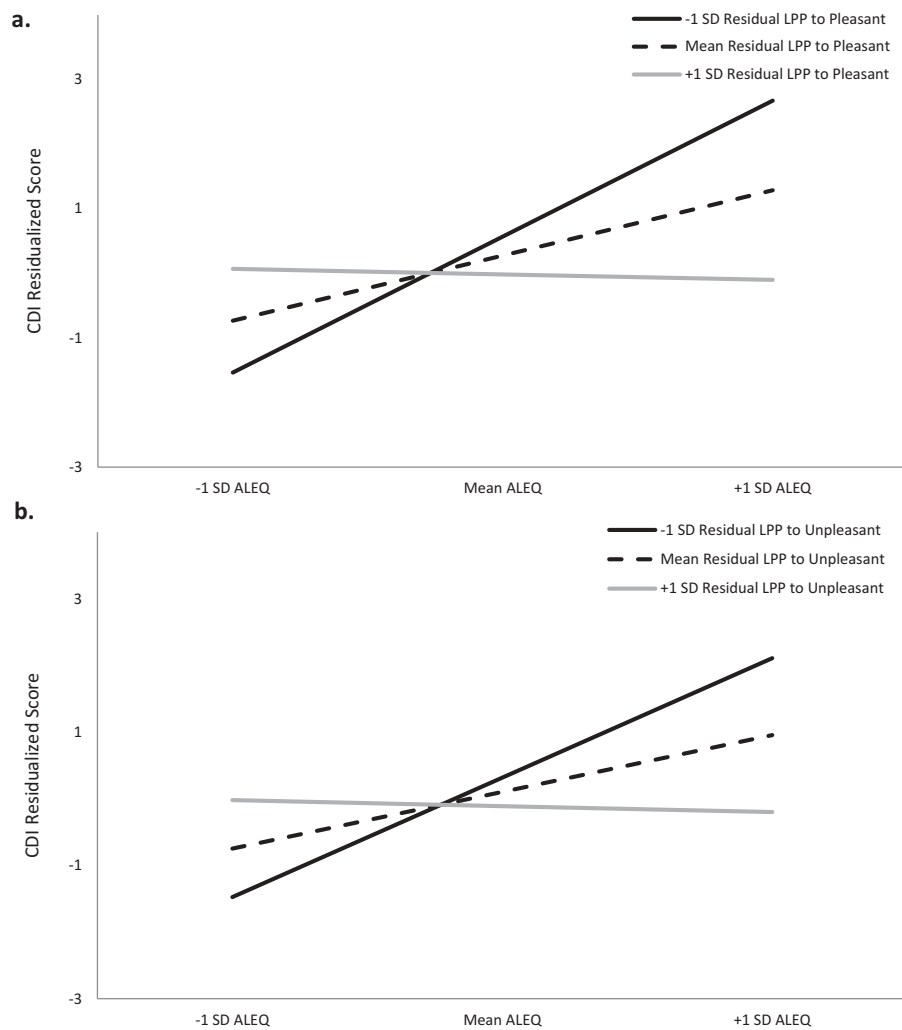 a.
-1 SD Residual LPP to Pleasant
Mean Residual LPP to Pleasant
+1 SD Residual LPP to Pleasant
CDI Residualized Score
3
1
-1
-3
-1 SD ALEQ Mean ALEQ +1 SD ALEQ
b.
-1 SD Residual LPP to Unpleasant
Mean Residual LPP to Unpleasant
+1 SD Residual LPP to Unpleasant
CDI Residualized Score
3
1
-1
-3
-1 SD ALEQ Mean ALEQ +1 SD ALEQ